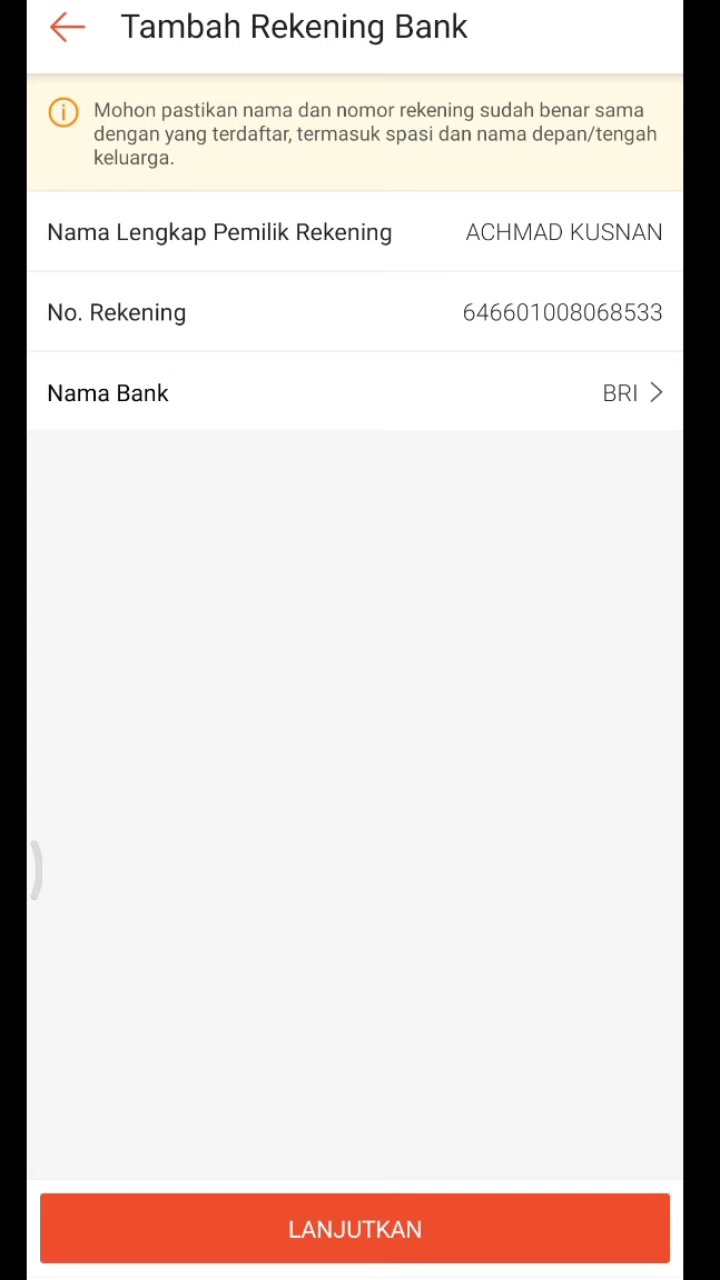 Tambah Rekening Bank
Mohon pastikan nama dan nomor rekening sudah benar sama
dengan yang terdaftar, termasuk spasi dan nama depan/tengah
keluarga.
Nama Lengkap Pemilik Rekening ACHMAD KUSNAN
No. Rekening 646601008068533
Nama Bank BRI
LANJUTKAN